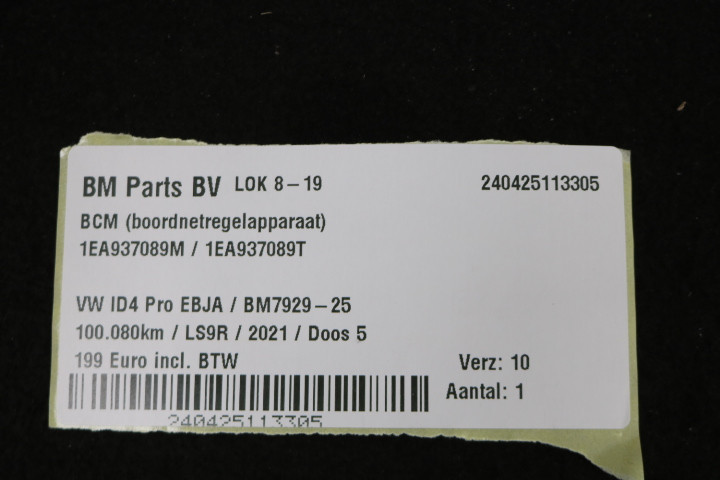 BM Parts BV LOK 8-19 240425113305
BCM (boordnetregelapparaat)
1EA937089M / 1EA937089T
VW ID4 Pro EBJA / BM7929-25
100.080km / LS9R / 2021 / Doos 5
199 Euro incl. BTW Verz: 10
Aantal: 1
240425113305